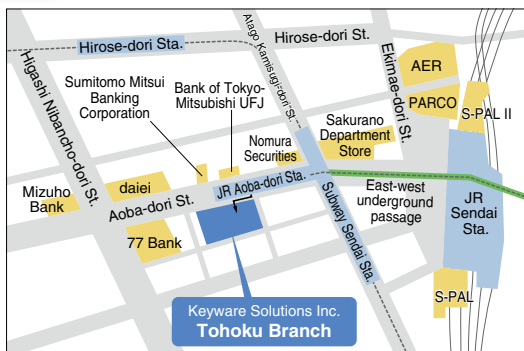 Hirose-dori Sta.
Atago Kamisugi-dori St.
Hirose-dori St.
Higashi Nibancho-dori St.
Ekimae-dori St.
AER
PARCO
S-PAL II
Sumitomo Mitsui
Banking
Corporation
Bank of Tokyo-
Mitsubishi UFJ
Nomura
Securities
Sakurano
Department
Store
Mizuho
Bank
daiei
Aoba-dori St.
JR Aoba-dori Sta.
Subway Sendai Sta.
East-west
underground
passage
JR
Sendai
Sta.
77 Bank
S-PAL
Keyware Solutions Inc.
Tohoku Branch